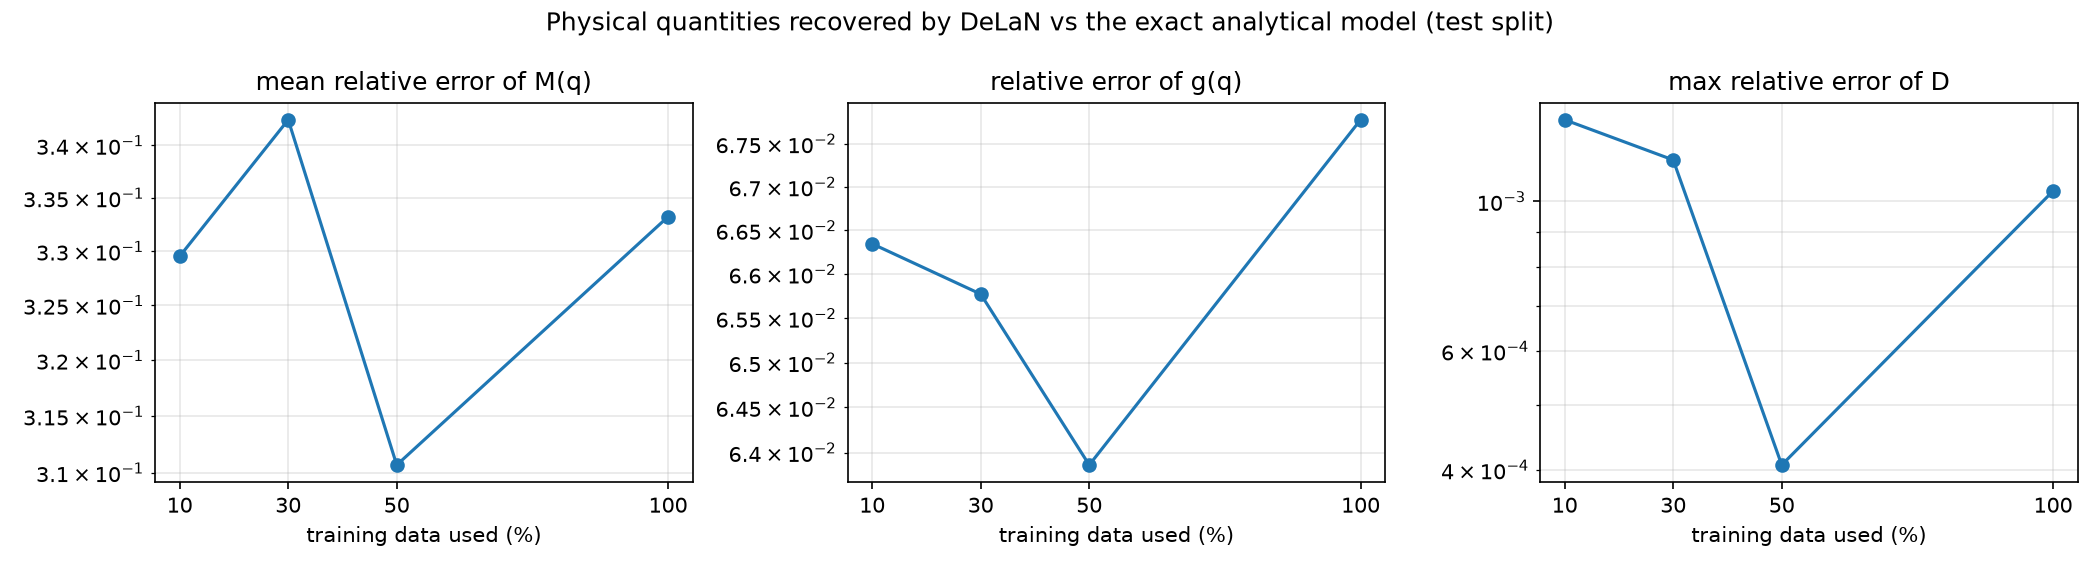 Physical quantities recovered by DeLaN vs the exact analytical model (test split)
mean relative error of M(q)
3.4 × 10⁻¹
3.35 × 10⁻¹
3.3 × 10⁻¹
3.25 × 10⁻¹
3.2 × 10⁻¹
3.15 × 10⁻¹
3.1 × 10⁻¹
10 30 50 100
training data used (%)
relative error of g(q)
6.75 × 10⁻²
6.7 × 10⁻²
6.65 × 10⁻²
6.6 × 10⁻²
6.55 × 10⁻²
6.5 × 10⁻²
6.45 × 10⁻²
6.4 × 10⁻²
10 30 50 100
training data used (%)
max relative error of D
10⁻³
6 × 10⁻⁴
4 × 10⁻⁴
10 30 50 100
training data used (%)